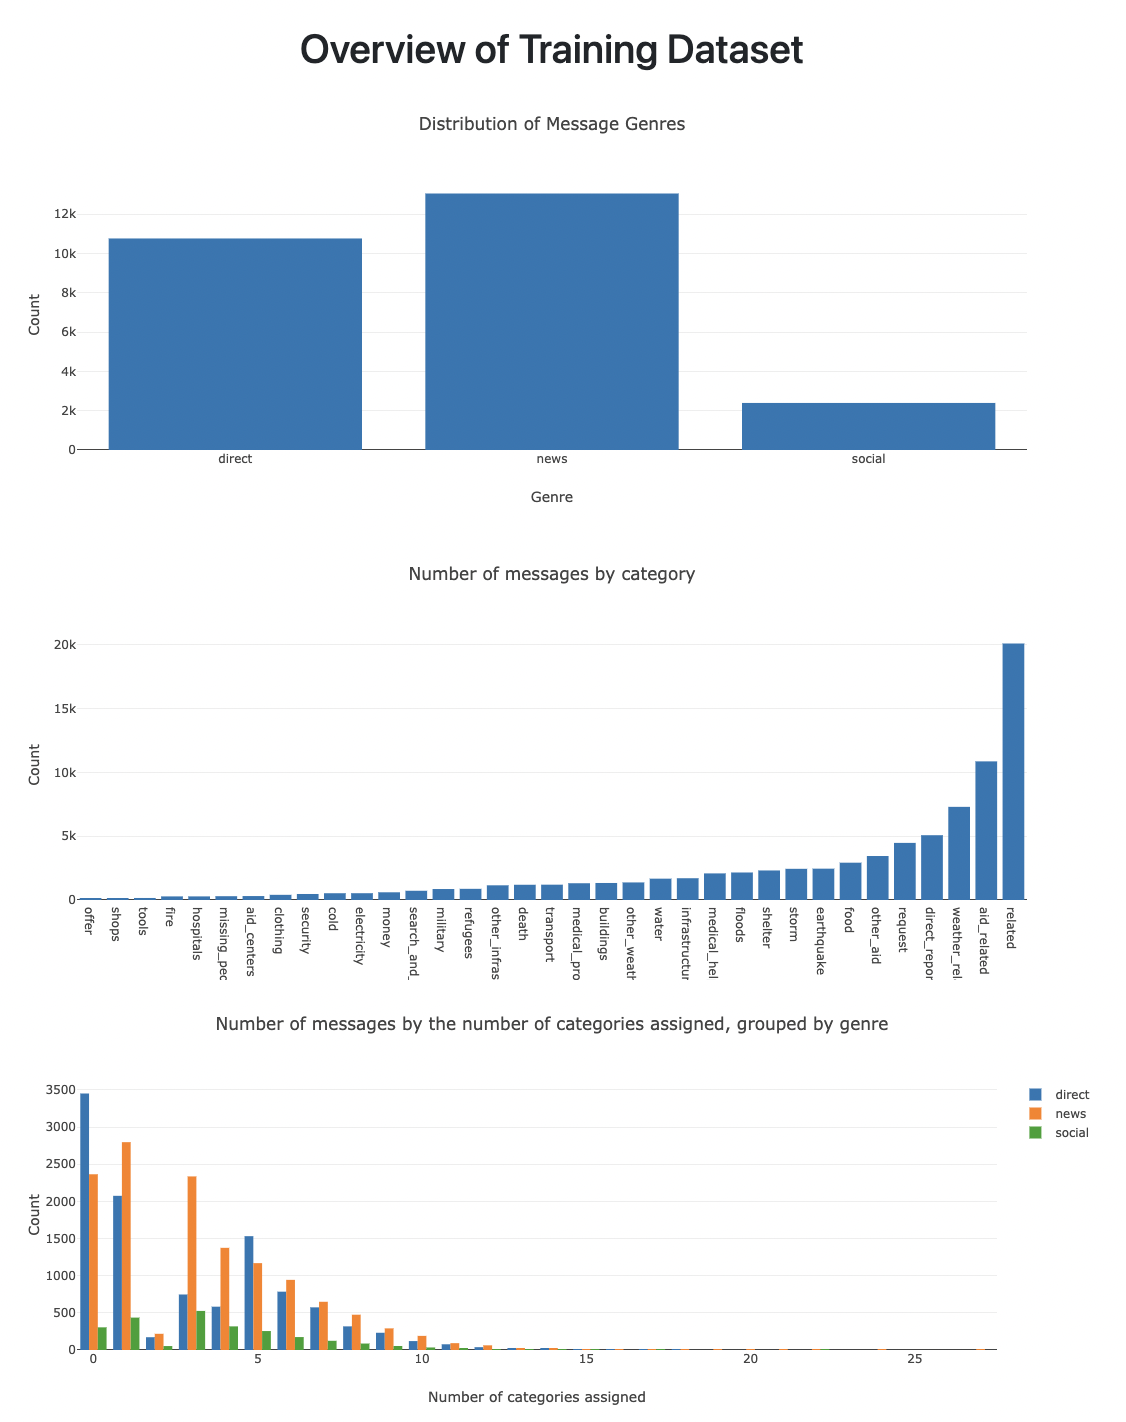 Overview of Training Dataset
Distribution of Message Genres
12k
10k
8k
6k
4k
2k
0
Count
direct news social
Genre
Number of messages by category
20k
15k
10k
5k
0
Count
offer
shops
tools
fire
hospitals
missing_pec
aid_centers
clothing
security
cold
electricity
money
search_and_
military
refugees
other_infras
death
transport
medical_pro
buildings
other_weath
water
infrastructur
medical_hel
floods
shelter
storm
earthquake
food
other_aid
request
direct_repor
weather_rel
aid_related
related
Number of messages by the number of categories assigned, grouped by genre
3500
3000
2500
2000
1500
1000
500
0
Count
0 5 10 15 20 25
Number of categories assigned
direct
news
social